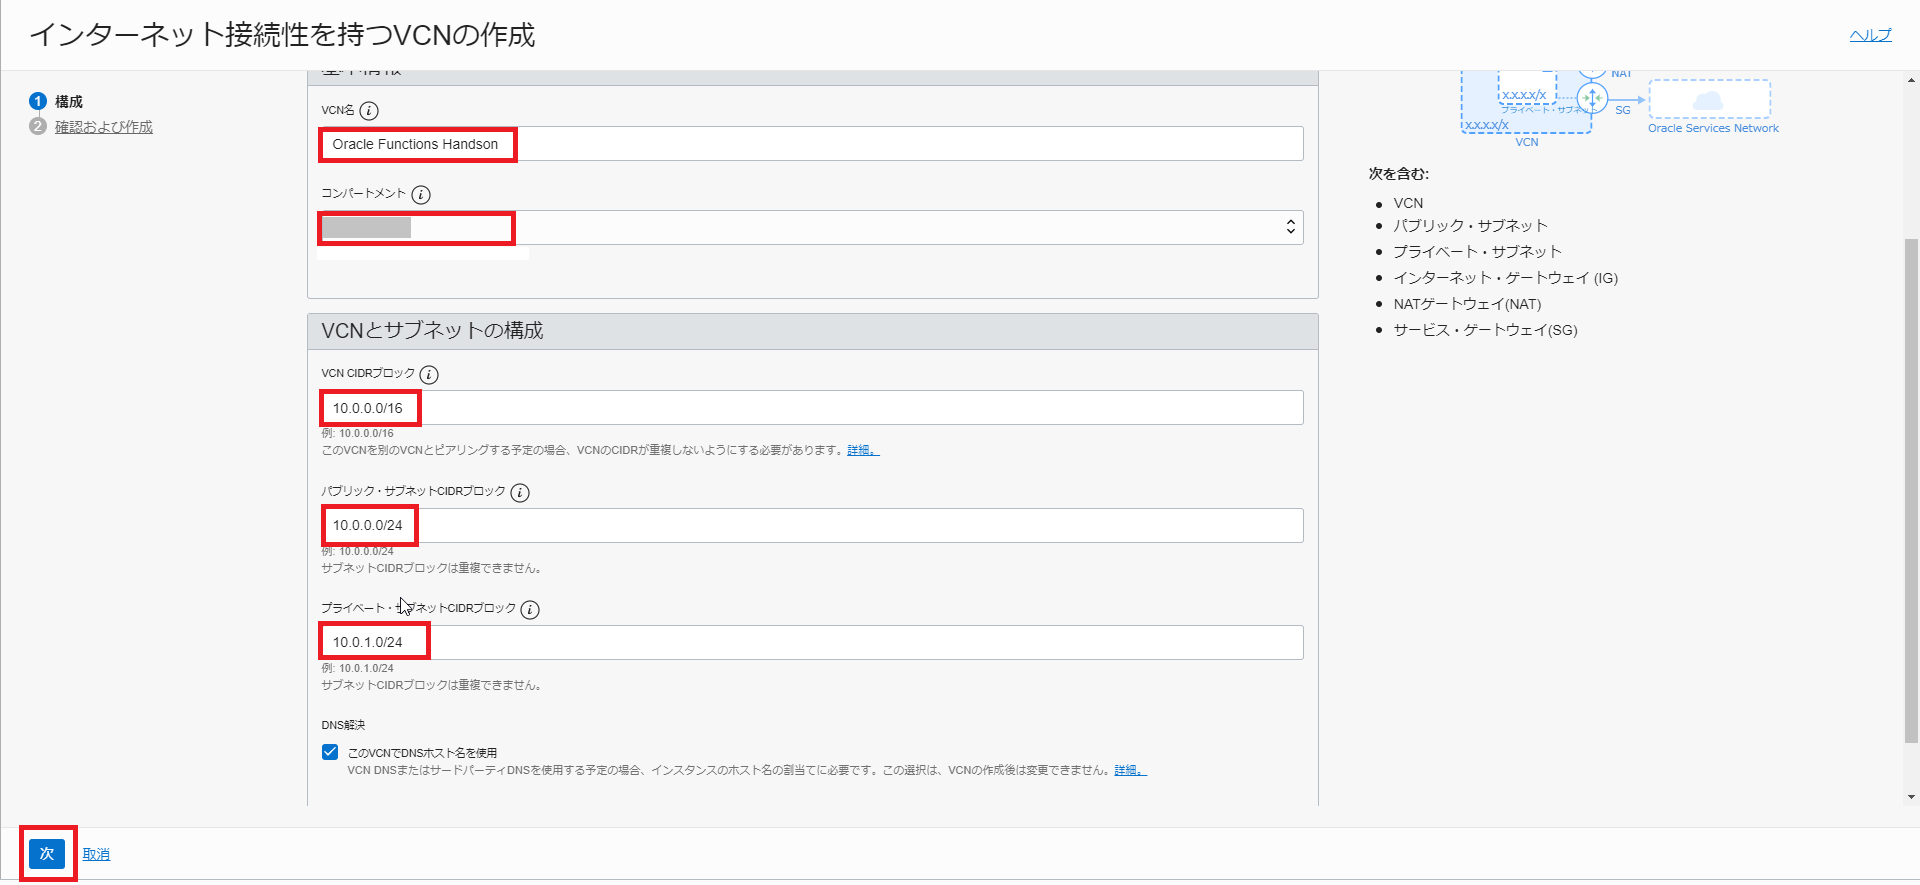 インターネット接続性を持つVCNの作成
ヘルプ
1 構成
2 確認および作成
基本情報
VCN名 i
Oracle Functions Handson
コンパートメント i
VCNとサブネットの構成
VCN CIDRブロック i
10.0.0.0/16
例: 10.0.0.0/16
このVCNを別のVCNとピアリングする予定の場合、VCNのCIDRが重複しないようにする必要があります。詳細。
パブリック・サブネットCIDRブロック i
10.0.0.0/24
例: 10.0.0.0/24
サブネットCIDRブロックは重複できません。
プライベート・サブネットCIDRブロック i
10.0.1.0/24
例: 10.0.1.0/24
サブネットCIDRブロックは重複できません。
DNS解決
このVCNでDNSホスト名を使用
VCN DNSまたはサードパーティDNSを使用する予定の場合、インスタンスのホスト名の割当てに必要です。この選択は、VCNの作成後は変更できません。詳細。
NAT
x.x.x.x/x
プライベート・サブネット
SG
x.x.x.x/x
Oracle Services Network
VCN
次を含む:
• VCN
• パブリック・サブネット
• プライベート・サブネット
• インターネット・ゲートウェイ (IG)
• NATゲートウェイ(NAT)
• サービス・ゲートウェイ(SG)
次 取消